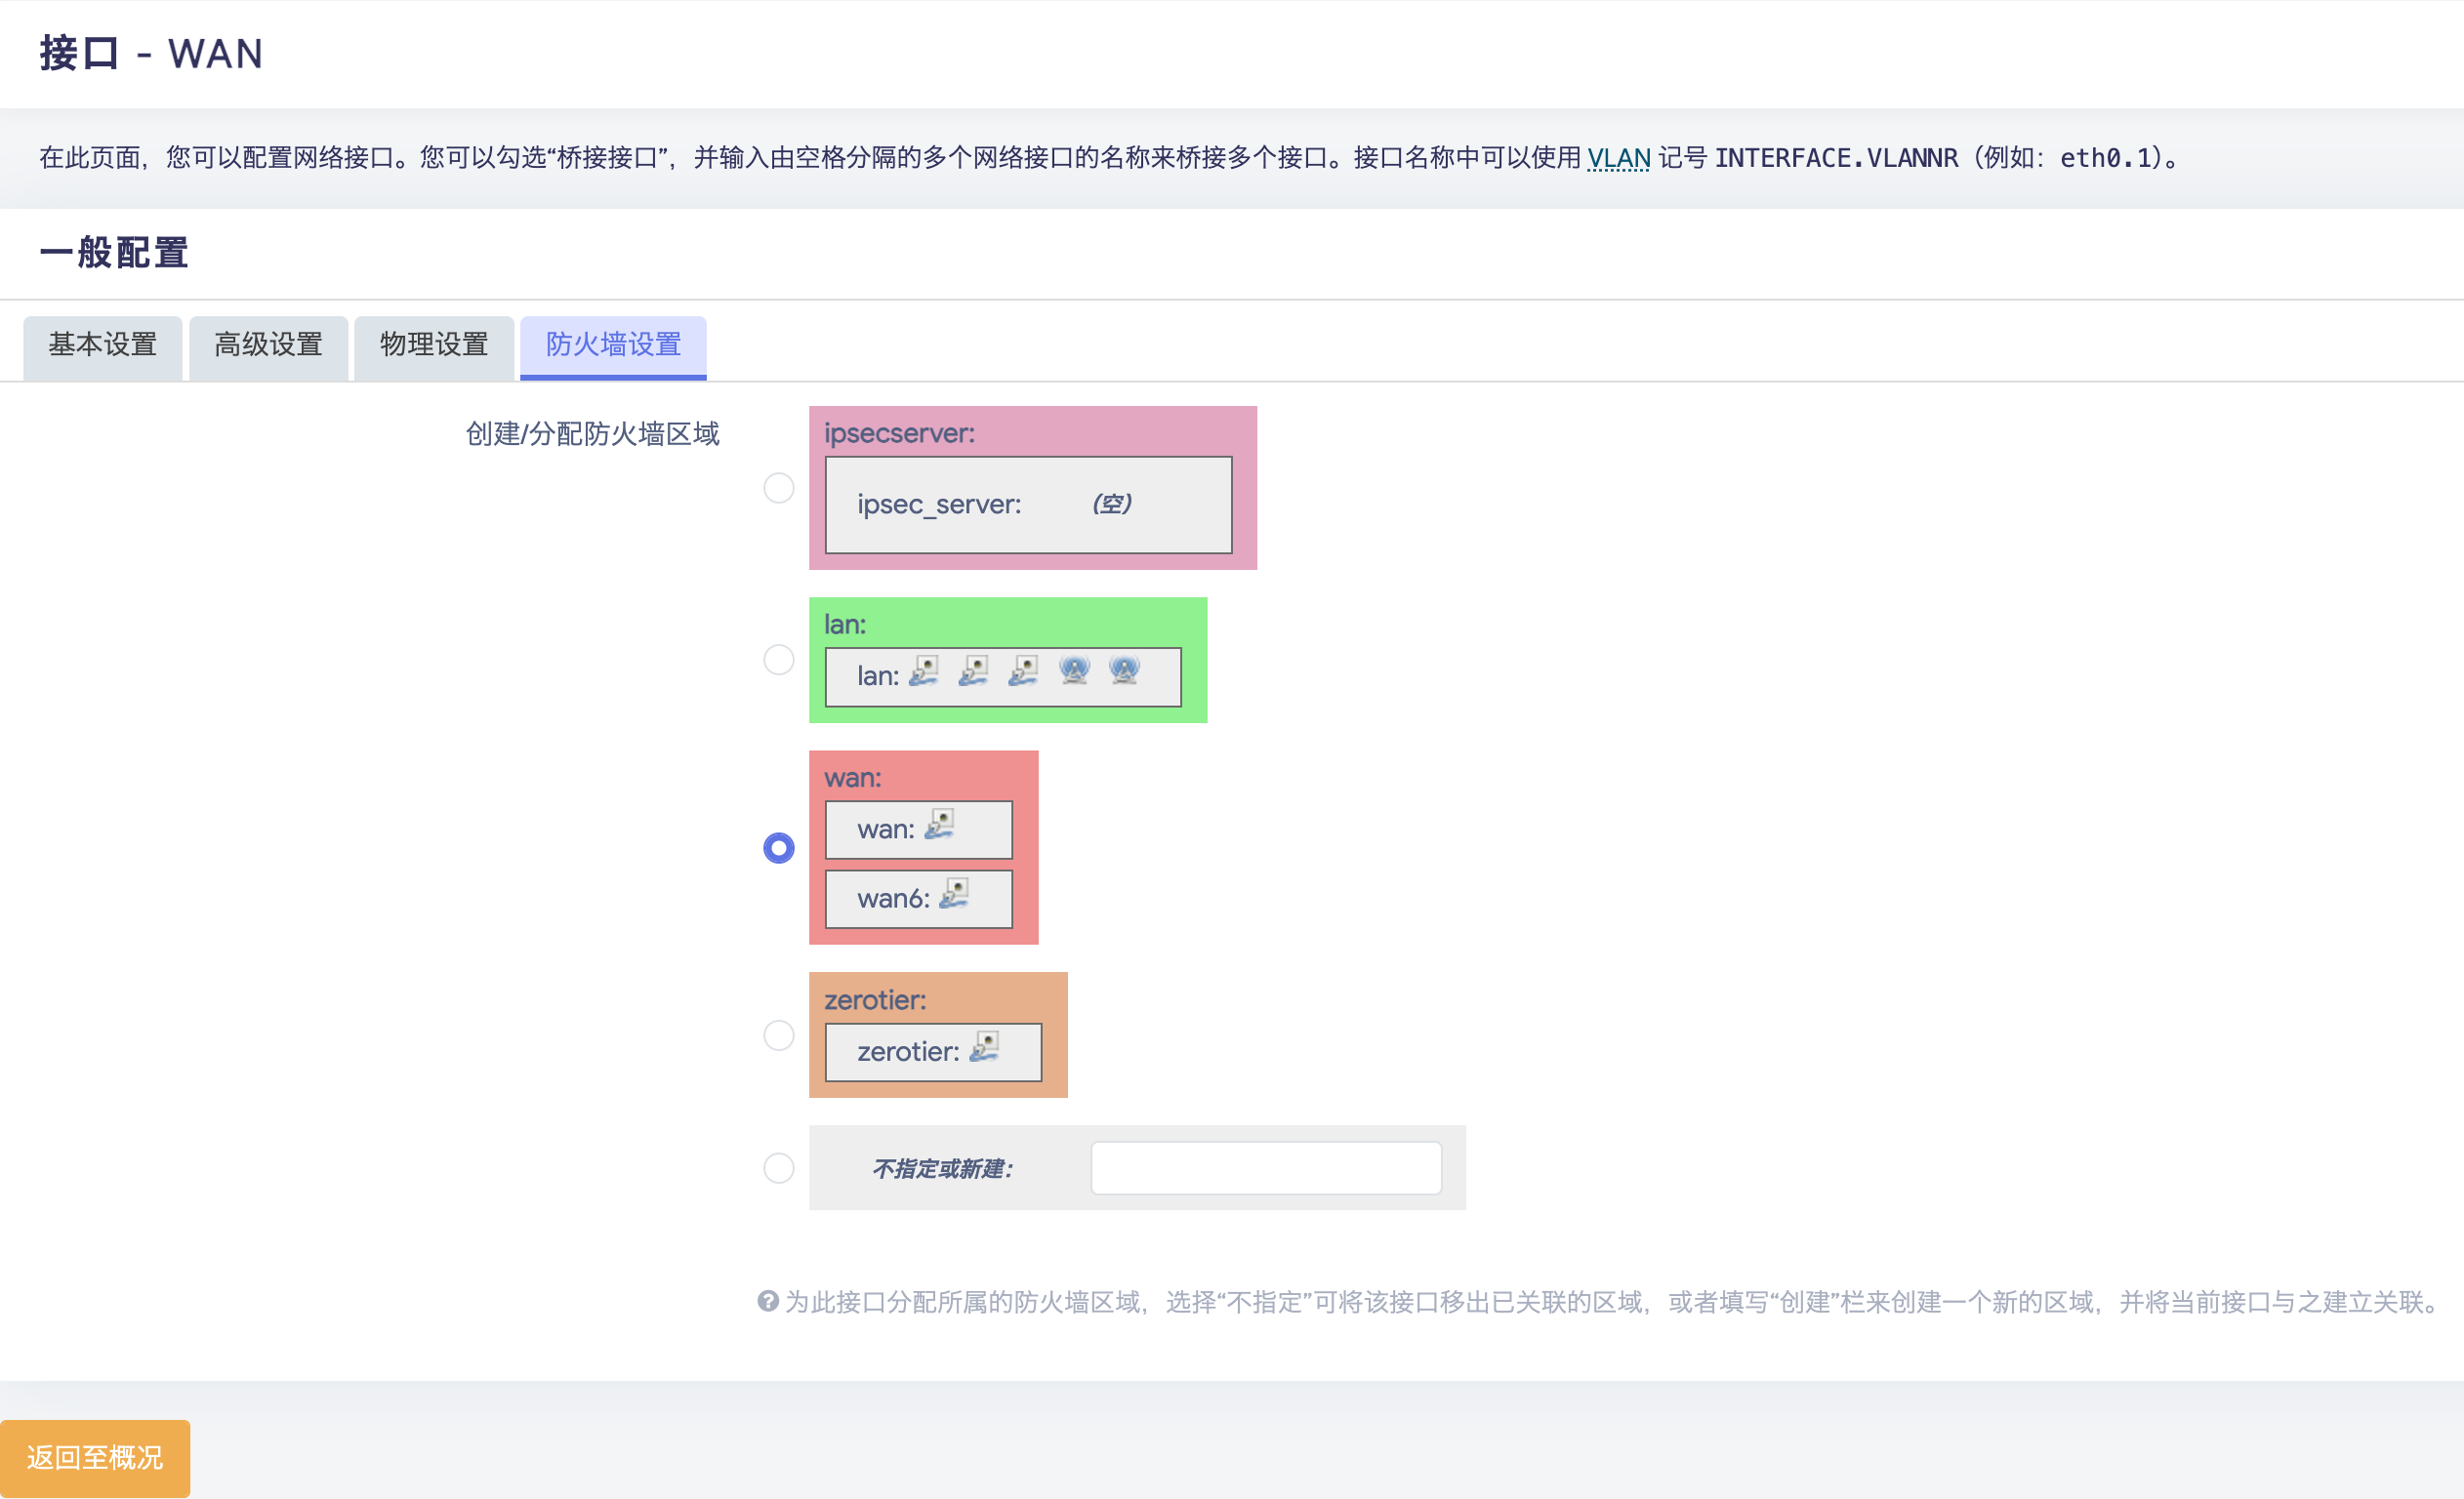 接口 - WAN
在此页面，您可以配置网络接口。您可以勾选“桥接接口”，并输入由空格分隔的多个网络接口的名称来桥接多个接口。接口名称中可以使用 VLAN 记号 INTERFACE.VLANNR（例如：eth0.1）。
一般配置
基本设置 高级设置 物理设置 防火墙设置
创建/分配防火墙区域
ipsecserver:
ipsec_server: (空)
lan:
lan:
wan:
wan:
wan6:
zerotier:
zerotier:
不指定或新建:
为此接口分配所属的防火墙区域，选择“不指定”可将该接口移出已关联的区域，或者填写“创建”栏来创建一个新的区域，并将当前接口与之建立关联。
返回至概况